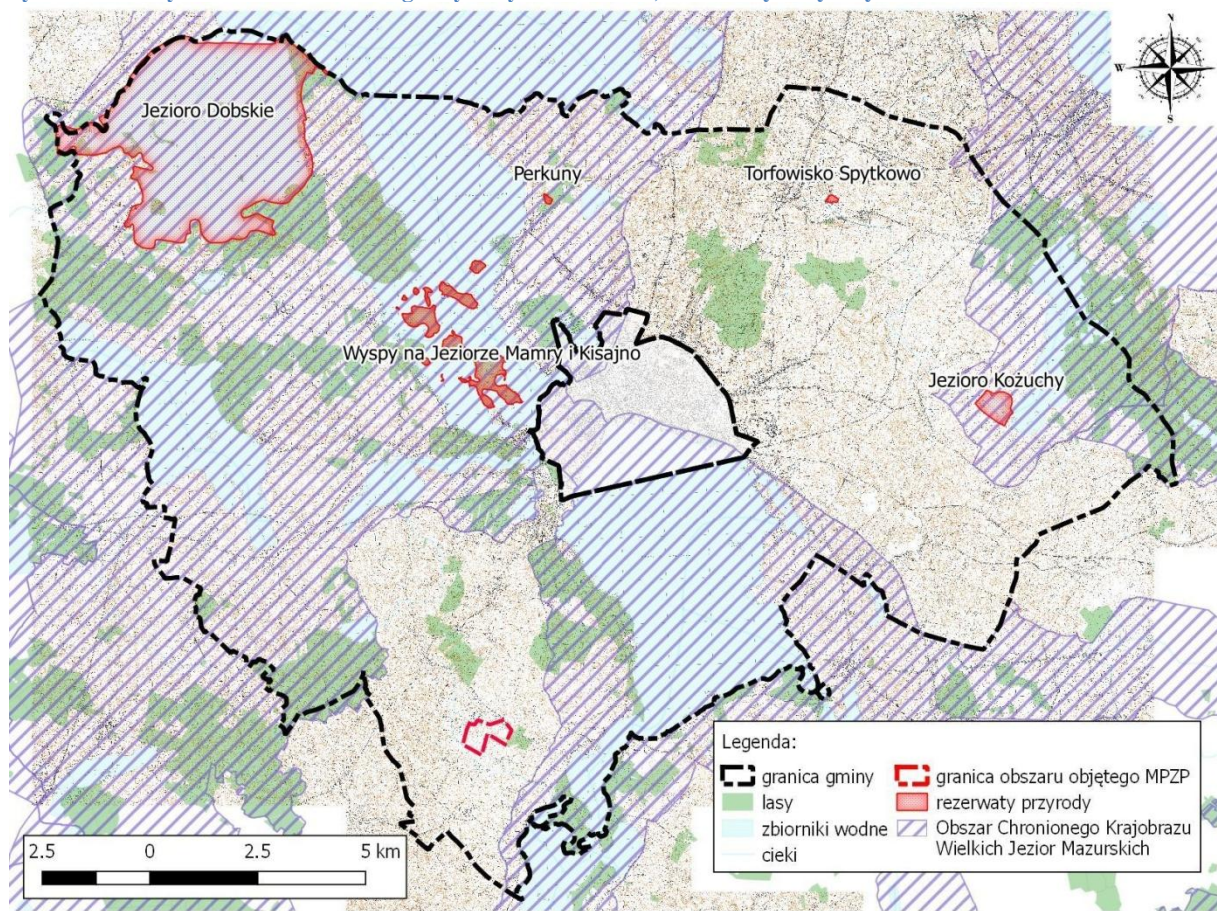 N
W
E
S
Jezioro Dobskie
Perkuny
Torfowisko Spytkowo
Wyspy na Jeziorze Mamry i Kisajno
Jezioro Kożuchy
Legenda:
granica gminy
granica obszaru objętego MPZP
lasy
rezerwaty przyrody
zbiorniki wodne
Obszar Chronionego Krajobrazu
Wielkich Jezior Mazurskich
cieki
2.5 0 2.5 5 km